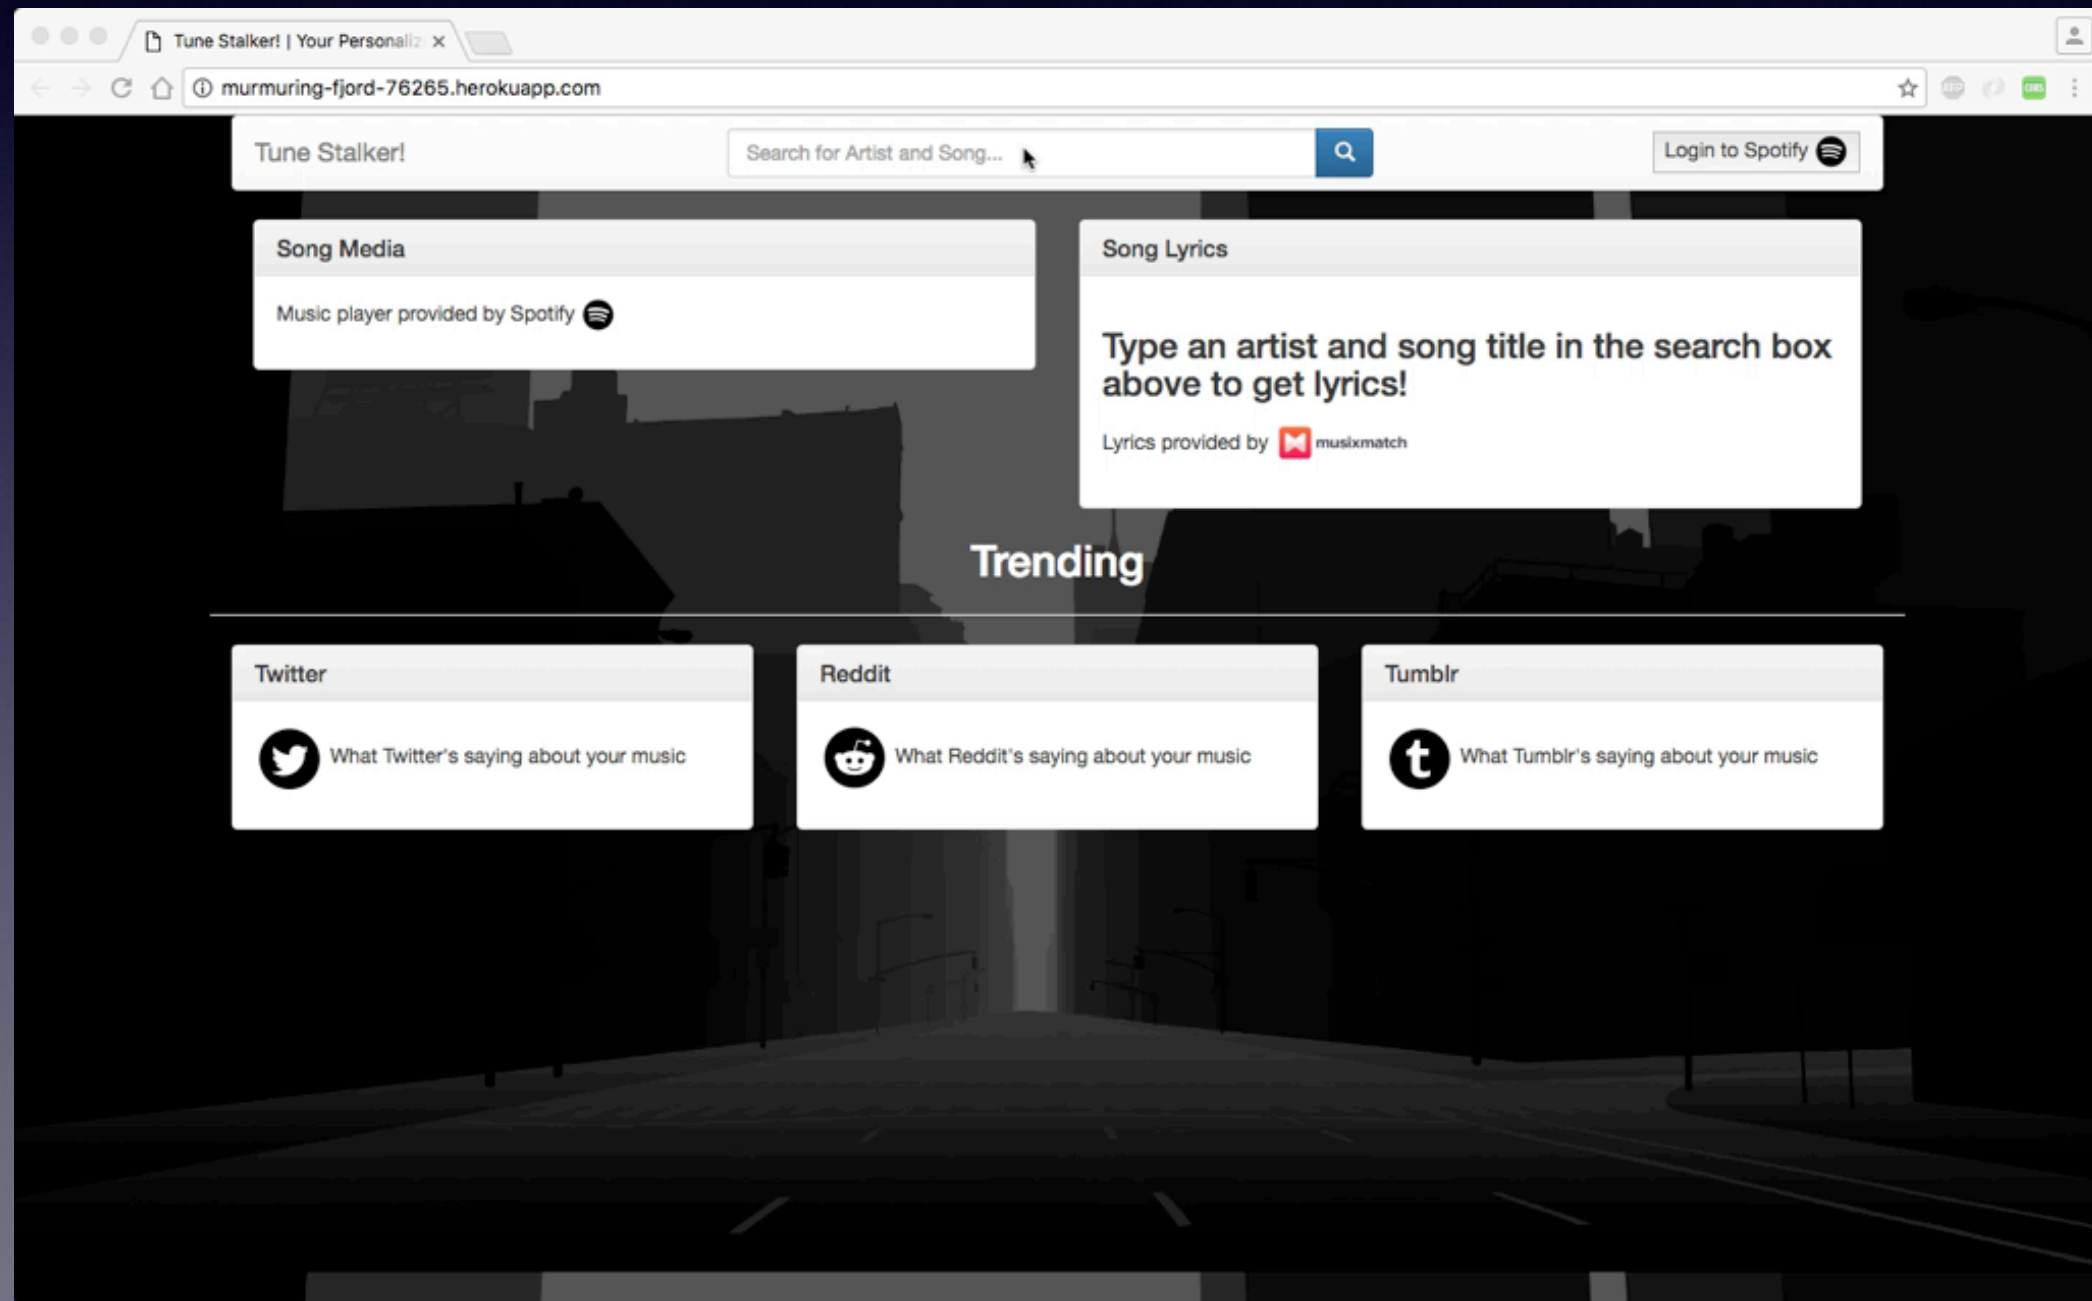 Tune Stalker! | Your Personaliz
murmuring-fjord-76265.herokuapp.com
Tune Stalker!
Search for Artist and Song...
Login to Spotify
Song Media
Music player provided by Spotify
Song Lyrics
Type an artist and song title in the search box
above to get lyrics!
Lyrics provided by musixmatch
Trending
Twitter
What Twitter's saying about your music
Reddit
What Reddit's saying about your music
Tumblr
What Tumblr's saying about your music